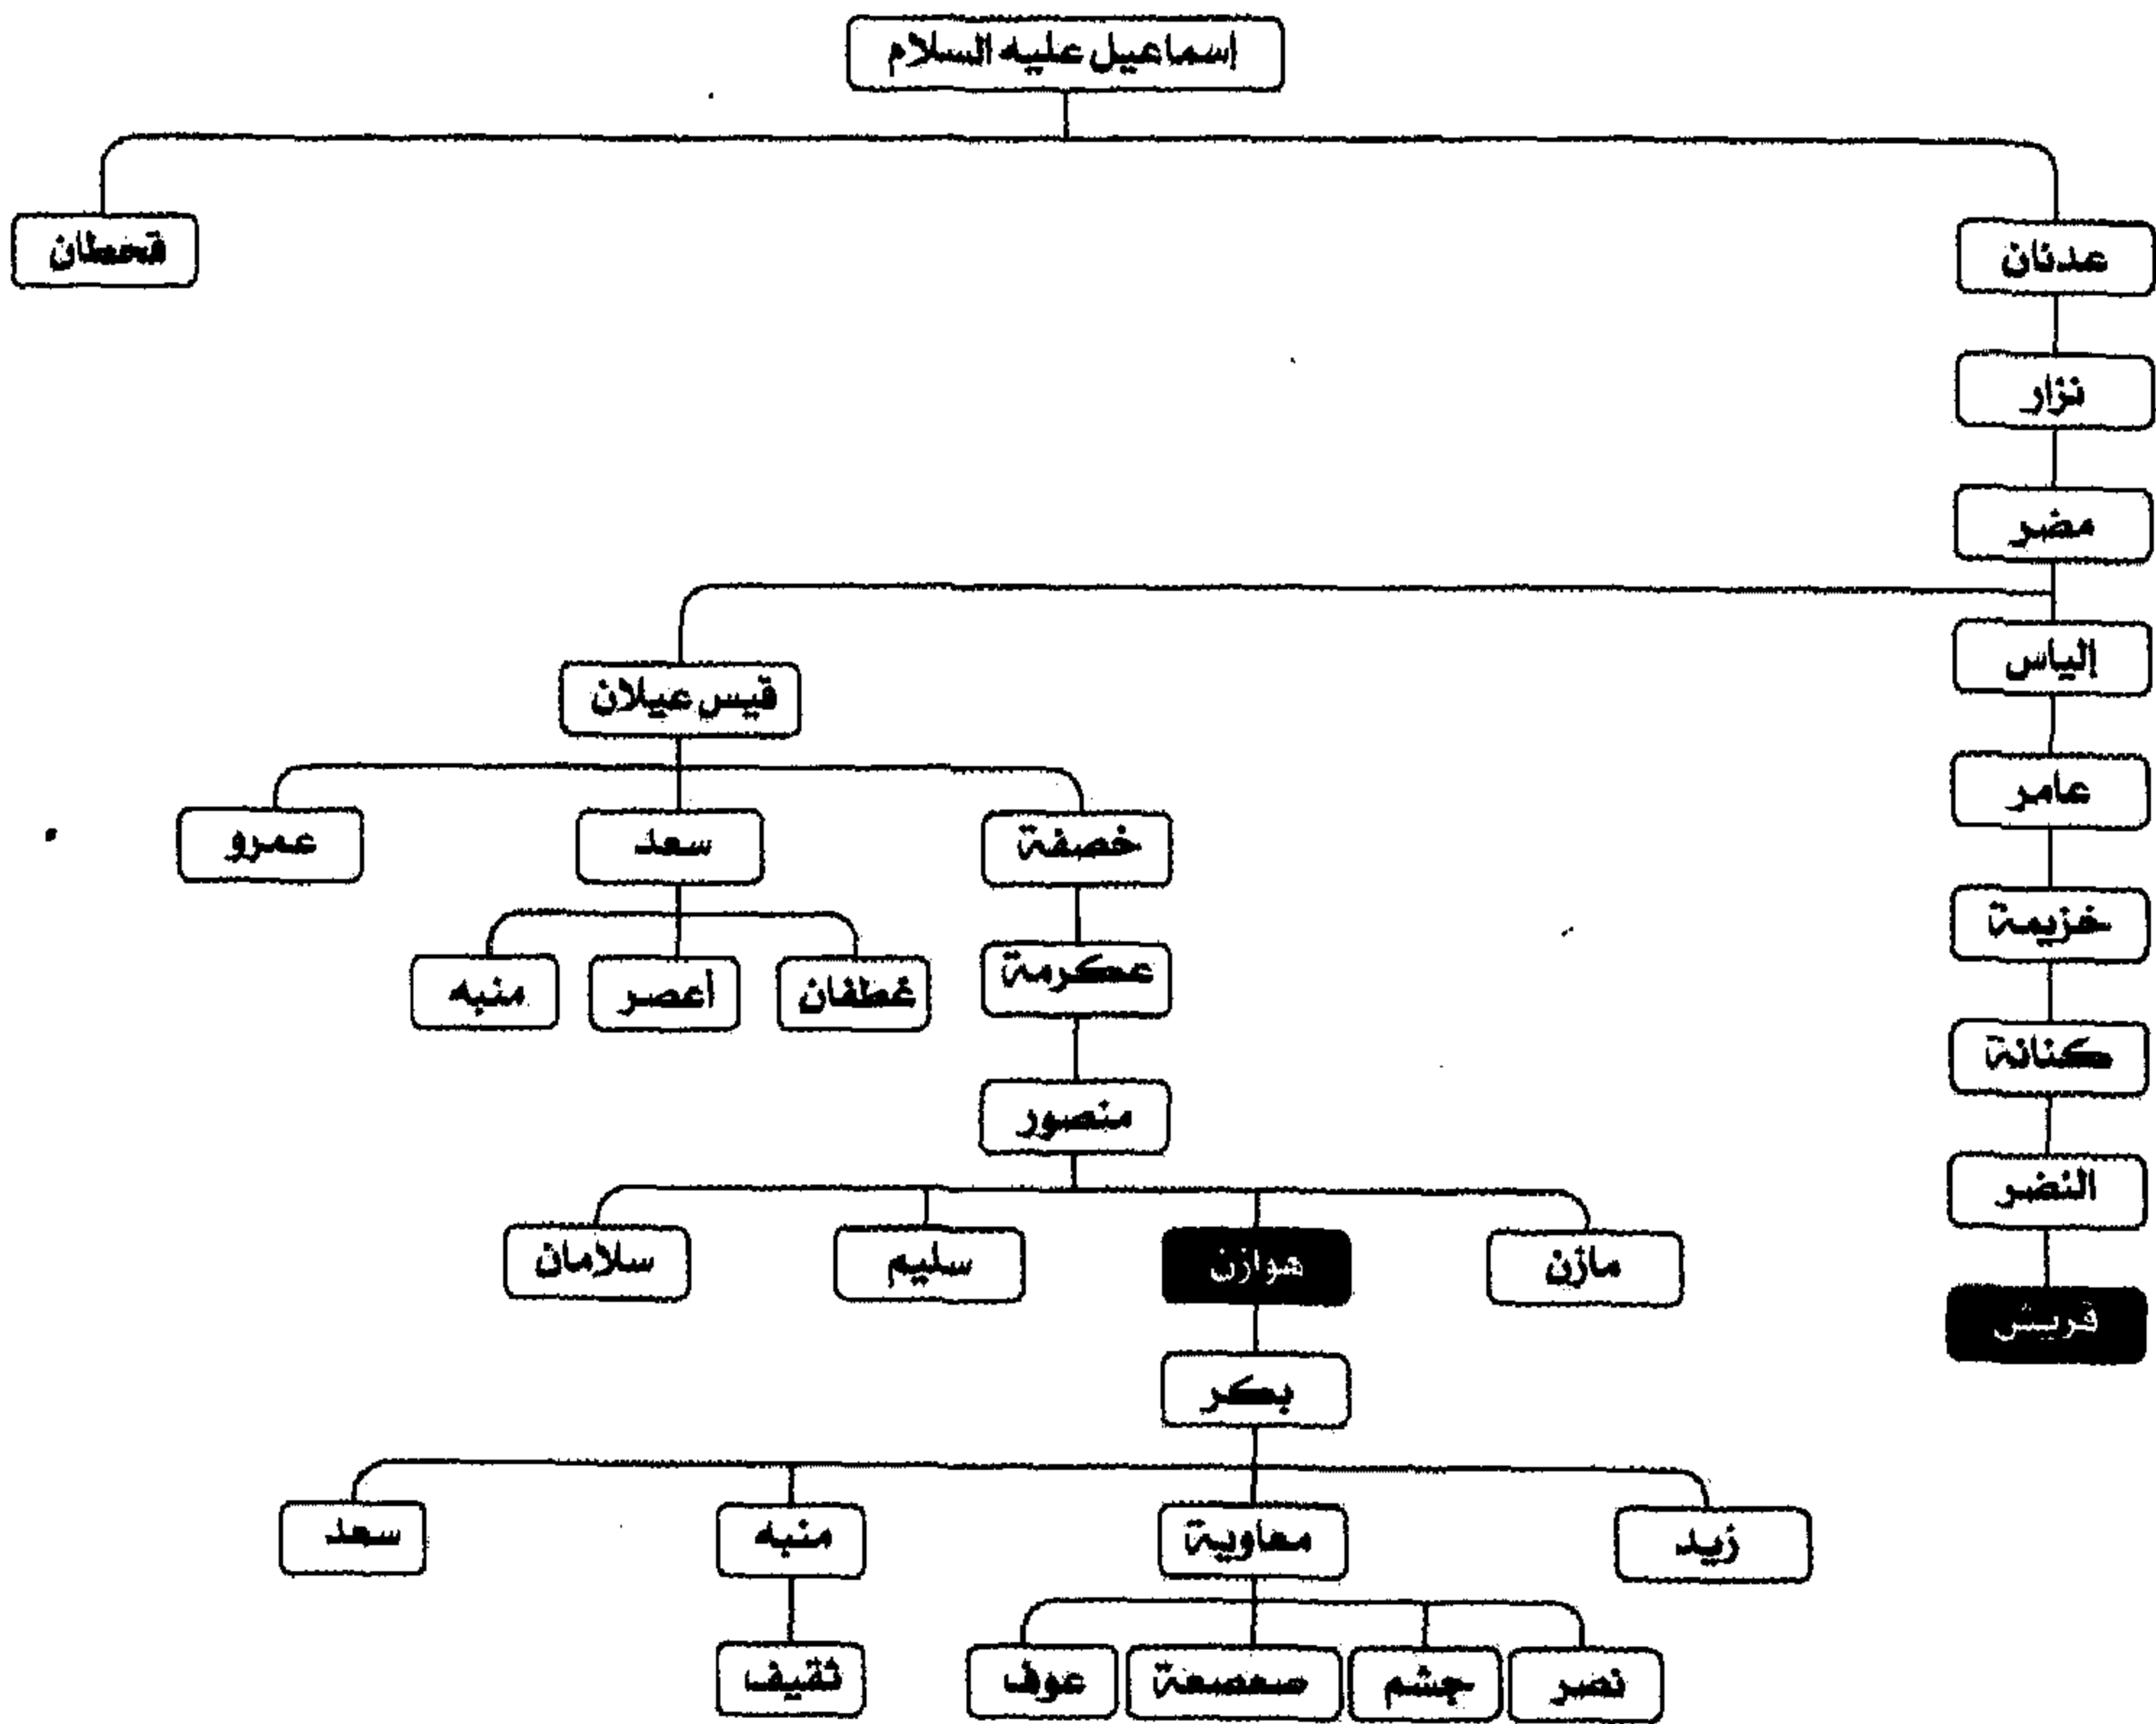 إسماعيل عليه السلام
عدنان
قحطان
نزار
مضر
إلياس
قيس عيلان
عامر
خصفة
سعد
عمرو
خزيمة
عكرمة
غطفان
أعصر
منبه
كنانة
منصور
النضر
مازن
هوازن
سليم
سلامان
قريش
بكر
زيد
معاوية
منبه
سعد
نصر
جشم
صعصعة
عوف
ثقيف